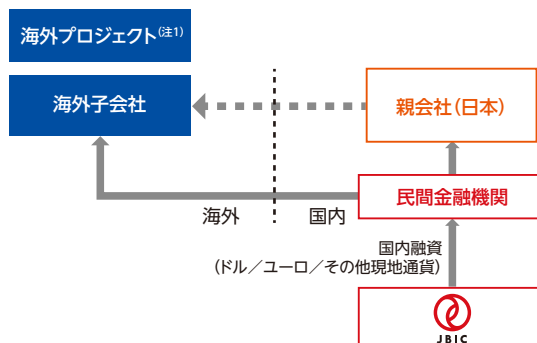 海外プロジェクト(注1)
海外子会社
親会社(日本)
民間金融機関
海外
国内
国内融資
(ドル／ユーロ／その他現地通貨)
JBIC